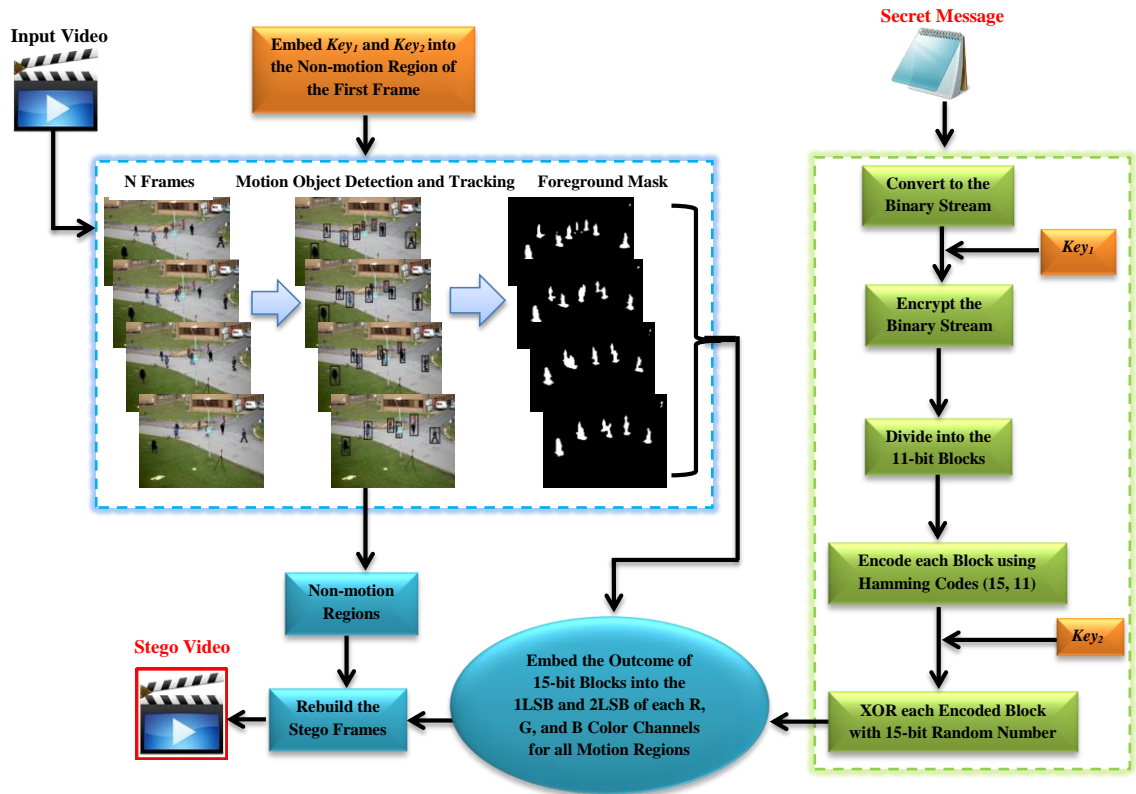 Input Video
Embed Key1 and Key2 into
the Non-motion Region of
the First Frame
Secret Message
N Frames
Motion Object Detection and Tracking
Foreground Mask
Convert to the
Binary Stream
Key1
Encrypt the
Binary Stream
Divide into the
11-bit Blocks
Encode each Block using
Hamming Codes (15, 11)
Key2
XOR each Encoded Block
with 15-bit Random Number
Non-motion
Regions
Embed the Outcome of
15-bit Blocks into the
1LSB and 2LSB of each R,
G, and B Color Channels
for all Motion Regions
Rebuild the
Stego Frames
Stego Video